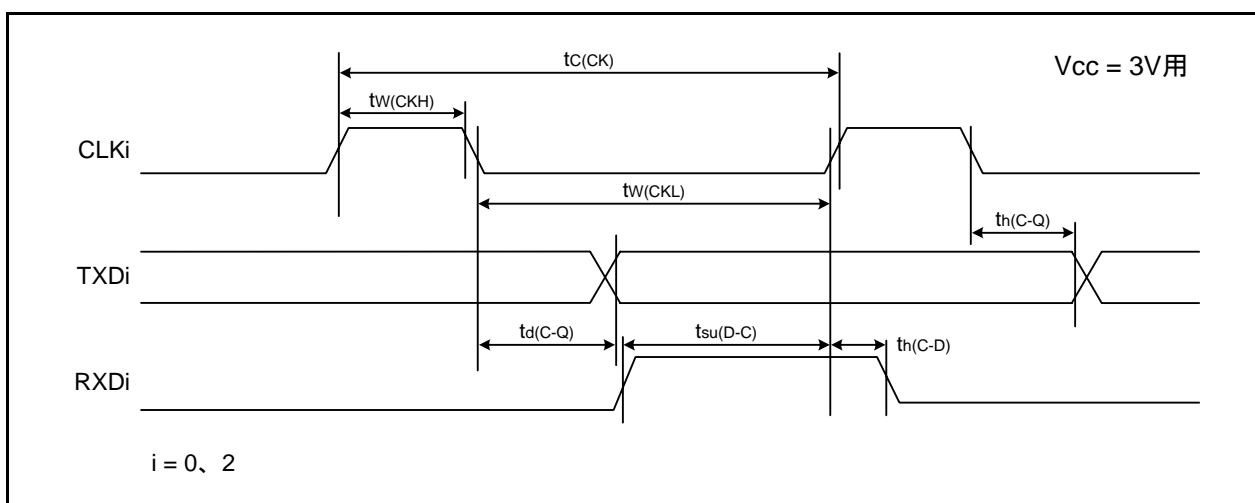 tC(CK)
Vcc = 3V用
tW(CKH)
CLKi
tW(CKL)
th(C-Q)
TXDi
td(C-Q)
tsu(D-C)
th(C-D)
RXDi
i = 0、2